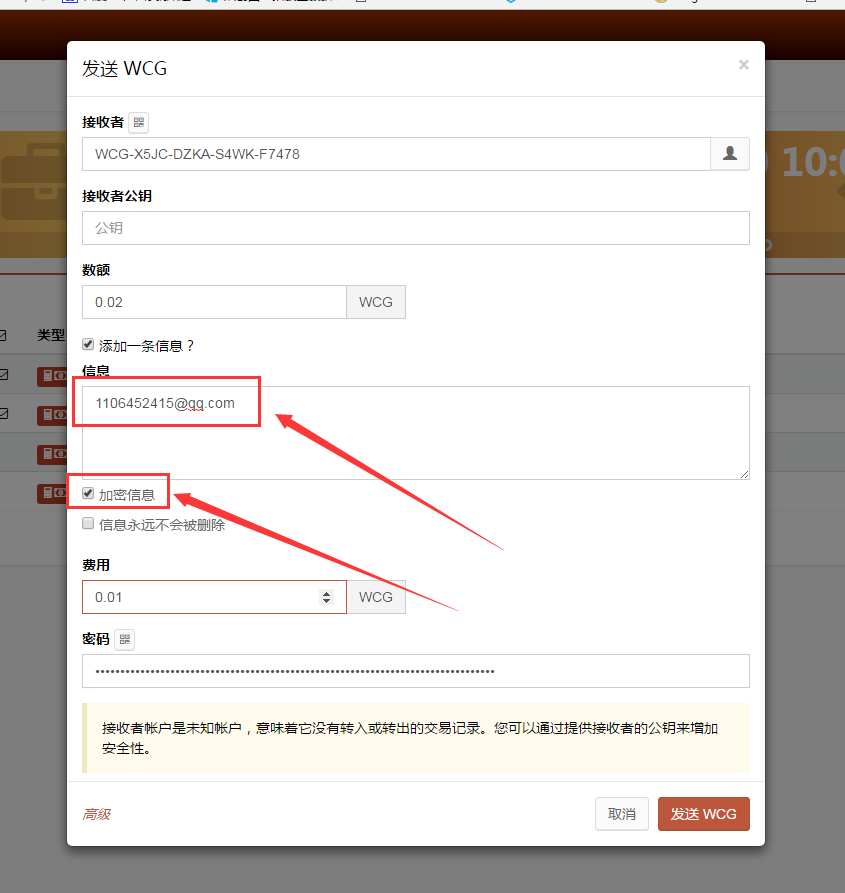 发送 WCG
×
接收者
WCG-X5JC-DZKA-S4WK-F7478
接收者公钥
公钥
10:0
数额
0.02 WCG
类型
添加一条信息？
信息
1106452415@qq.com
加密信息
信息永远不会被删除
费用
0.01 WCG
密码
接收者帐户是未知帐户，意味着它没有转入或转出的交易记录。您可以通过提供接收者的公钥来增加
安全性。
高级
取消
发送 WCG